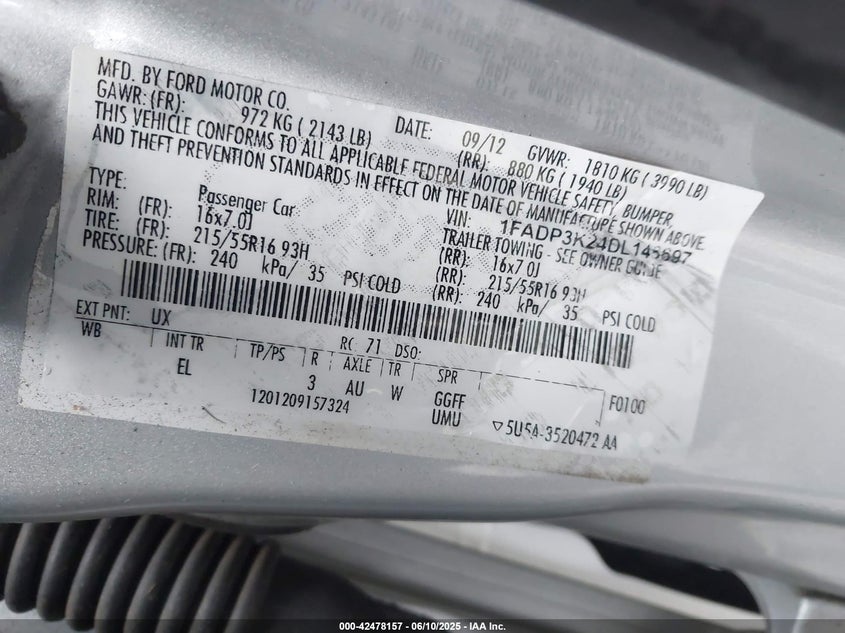 MFD. BY FORD MOTOR CO.
DATE: 09/12 GVWR: 1810 KG ( 3990 LB)
GAWR: (FR): 972 KG ( 2143 LB) (RR): 880 KG ( 1940 LB)
THIS VEHICLE CONFORMS TO ALL APPLICABLE FEDERAL MOTOR VEHICLE SAFETY, BUMPER
AND THEFT PREVENTION STANDARDS IN EFFECT ON THE DATE OF MANUFACTURE SHOWN ABOVE
VIN:
TYPE: Passenger Car TRAILER TOWING - SEE OWNER GUIDE
RIM: (FR): 16x7.0J (RR): 16x7.0J
TIRE: (FR): 215/55R16 93H (RR): 215/55R16 93H
PRESSURE: (FR): 240 kPa/ 35 PSI COLD (RR): 240 kPa/ 35 PSI COLD
EXT PNT: UX RC 71 DSO:
WB INT TR TP/PS R AXLE TR SPR
EL 3 AU W GGFF F0100
1201209157324 UMU ▽5U5A-3520472 AA
000-42478157 - 06/10/2025 - IAA Inc.